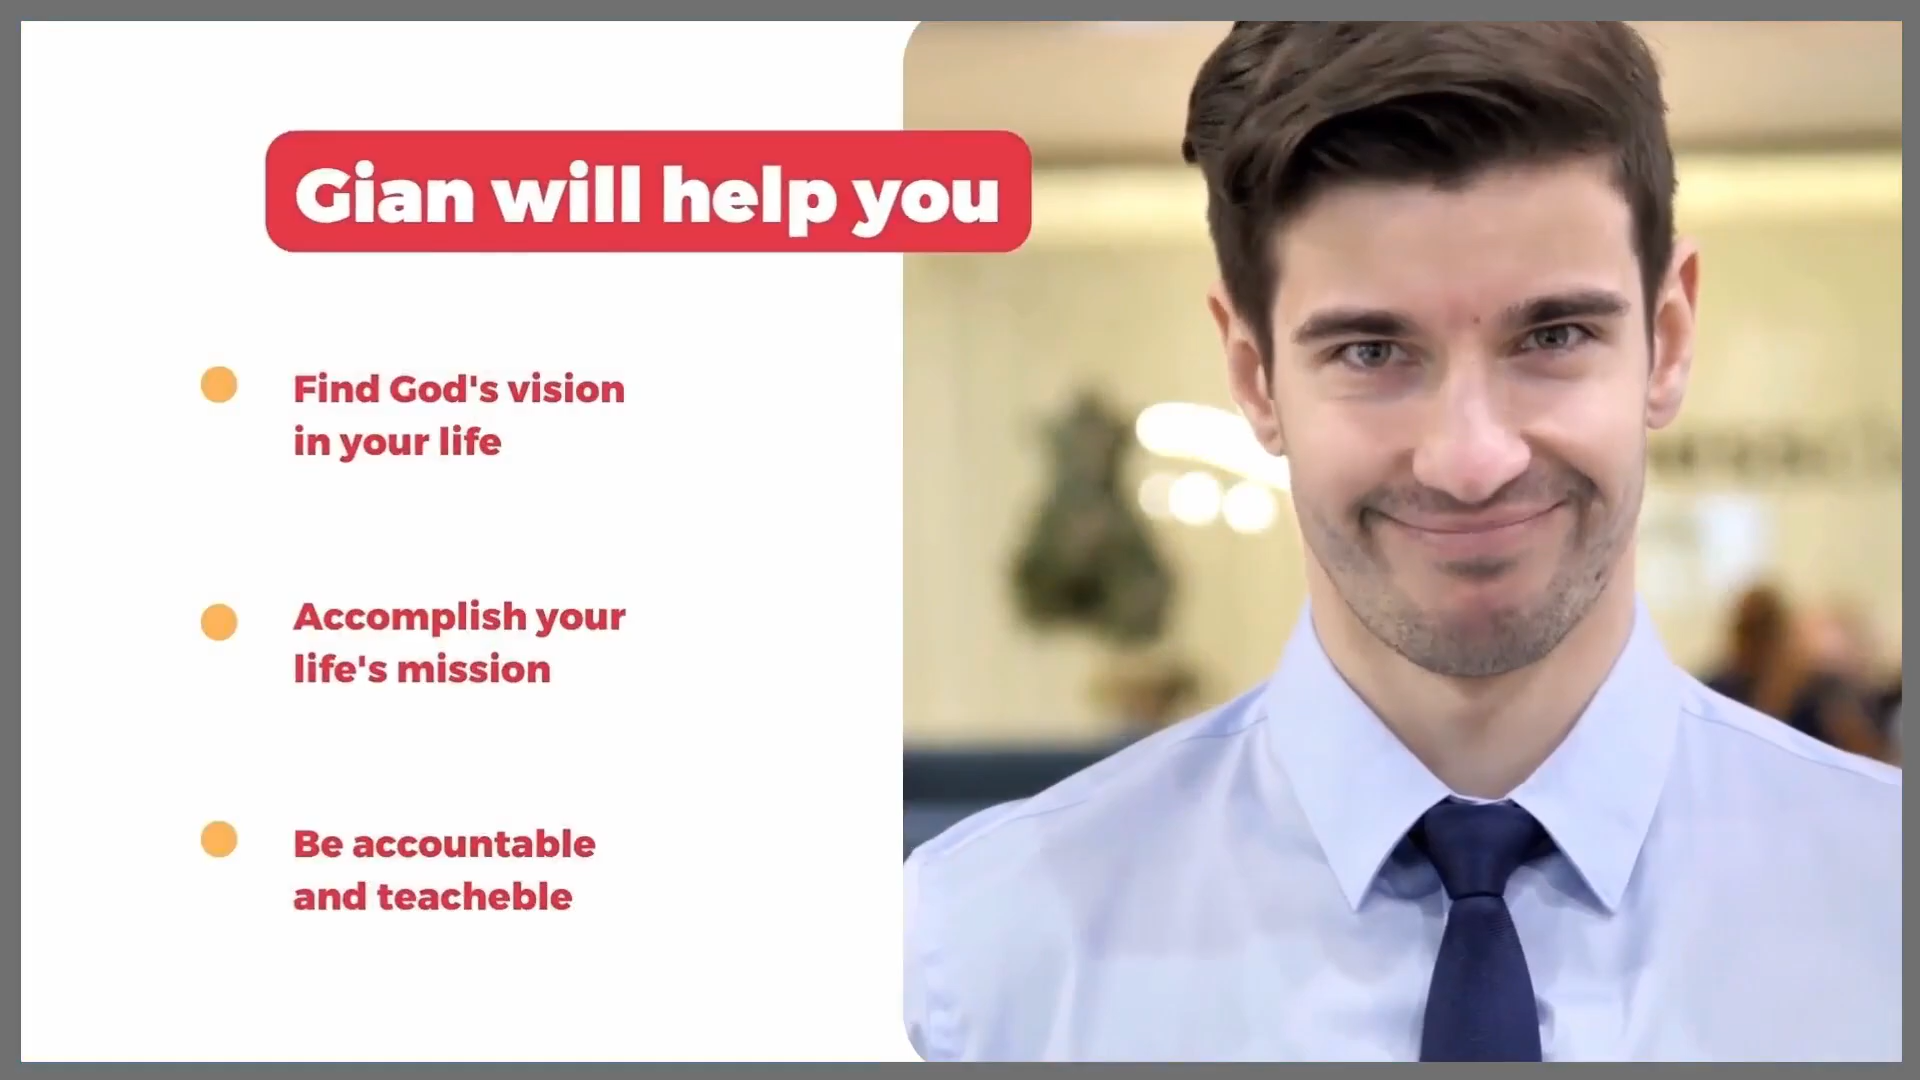 Gian will help you
Find God's vision
in your life
Accomplish your
life's mission
Be accountable
and teacheble